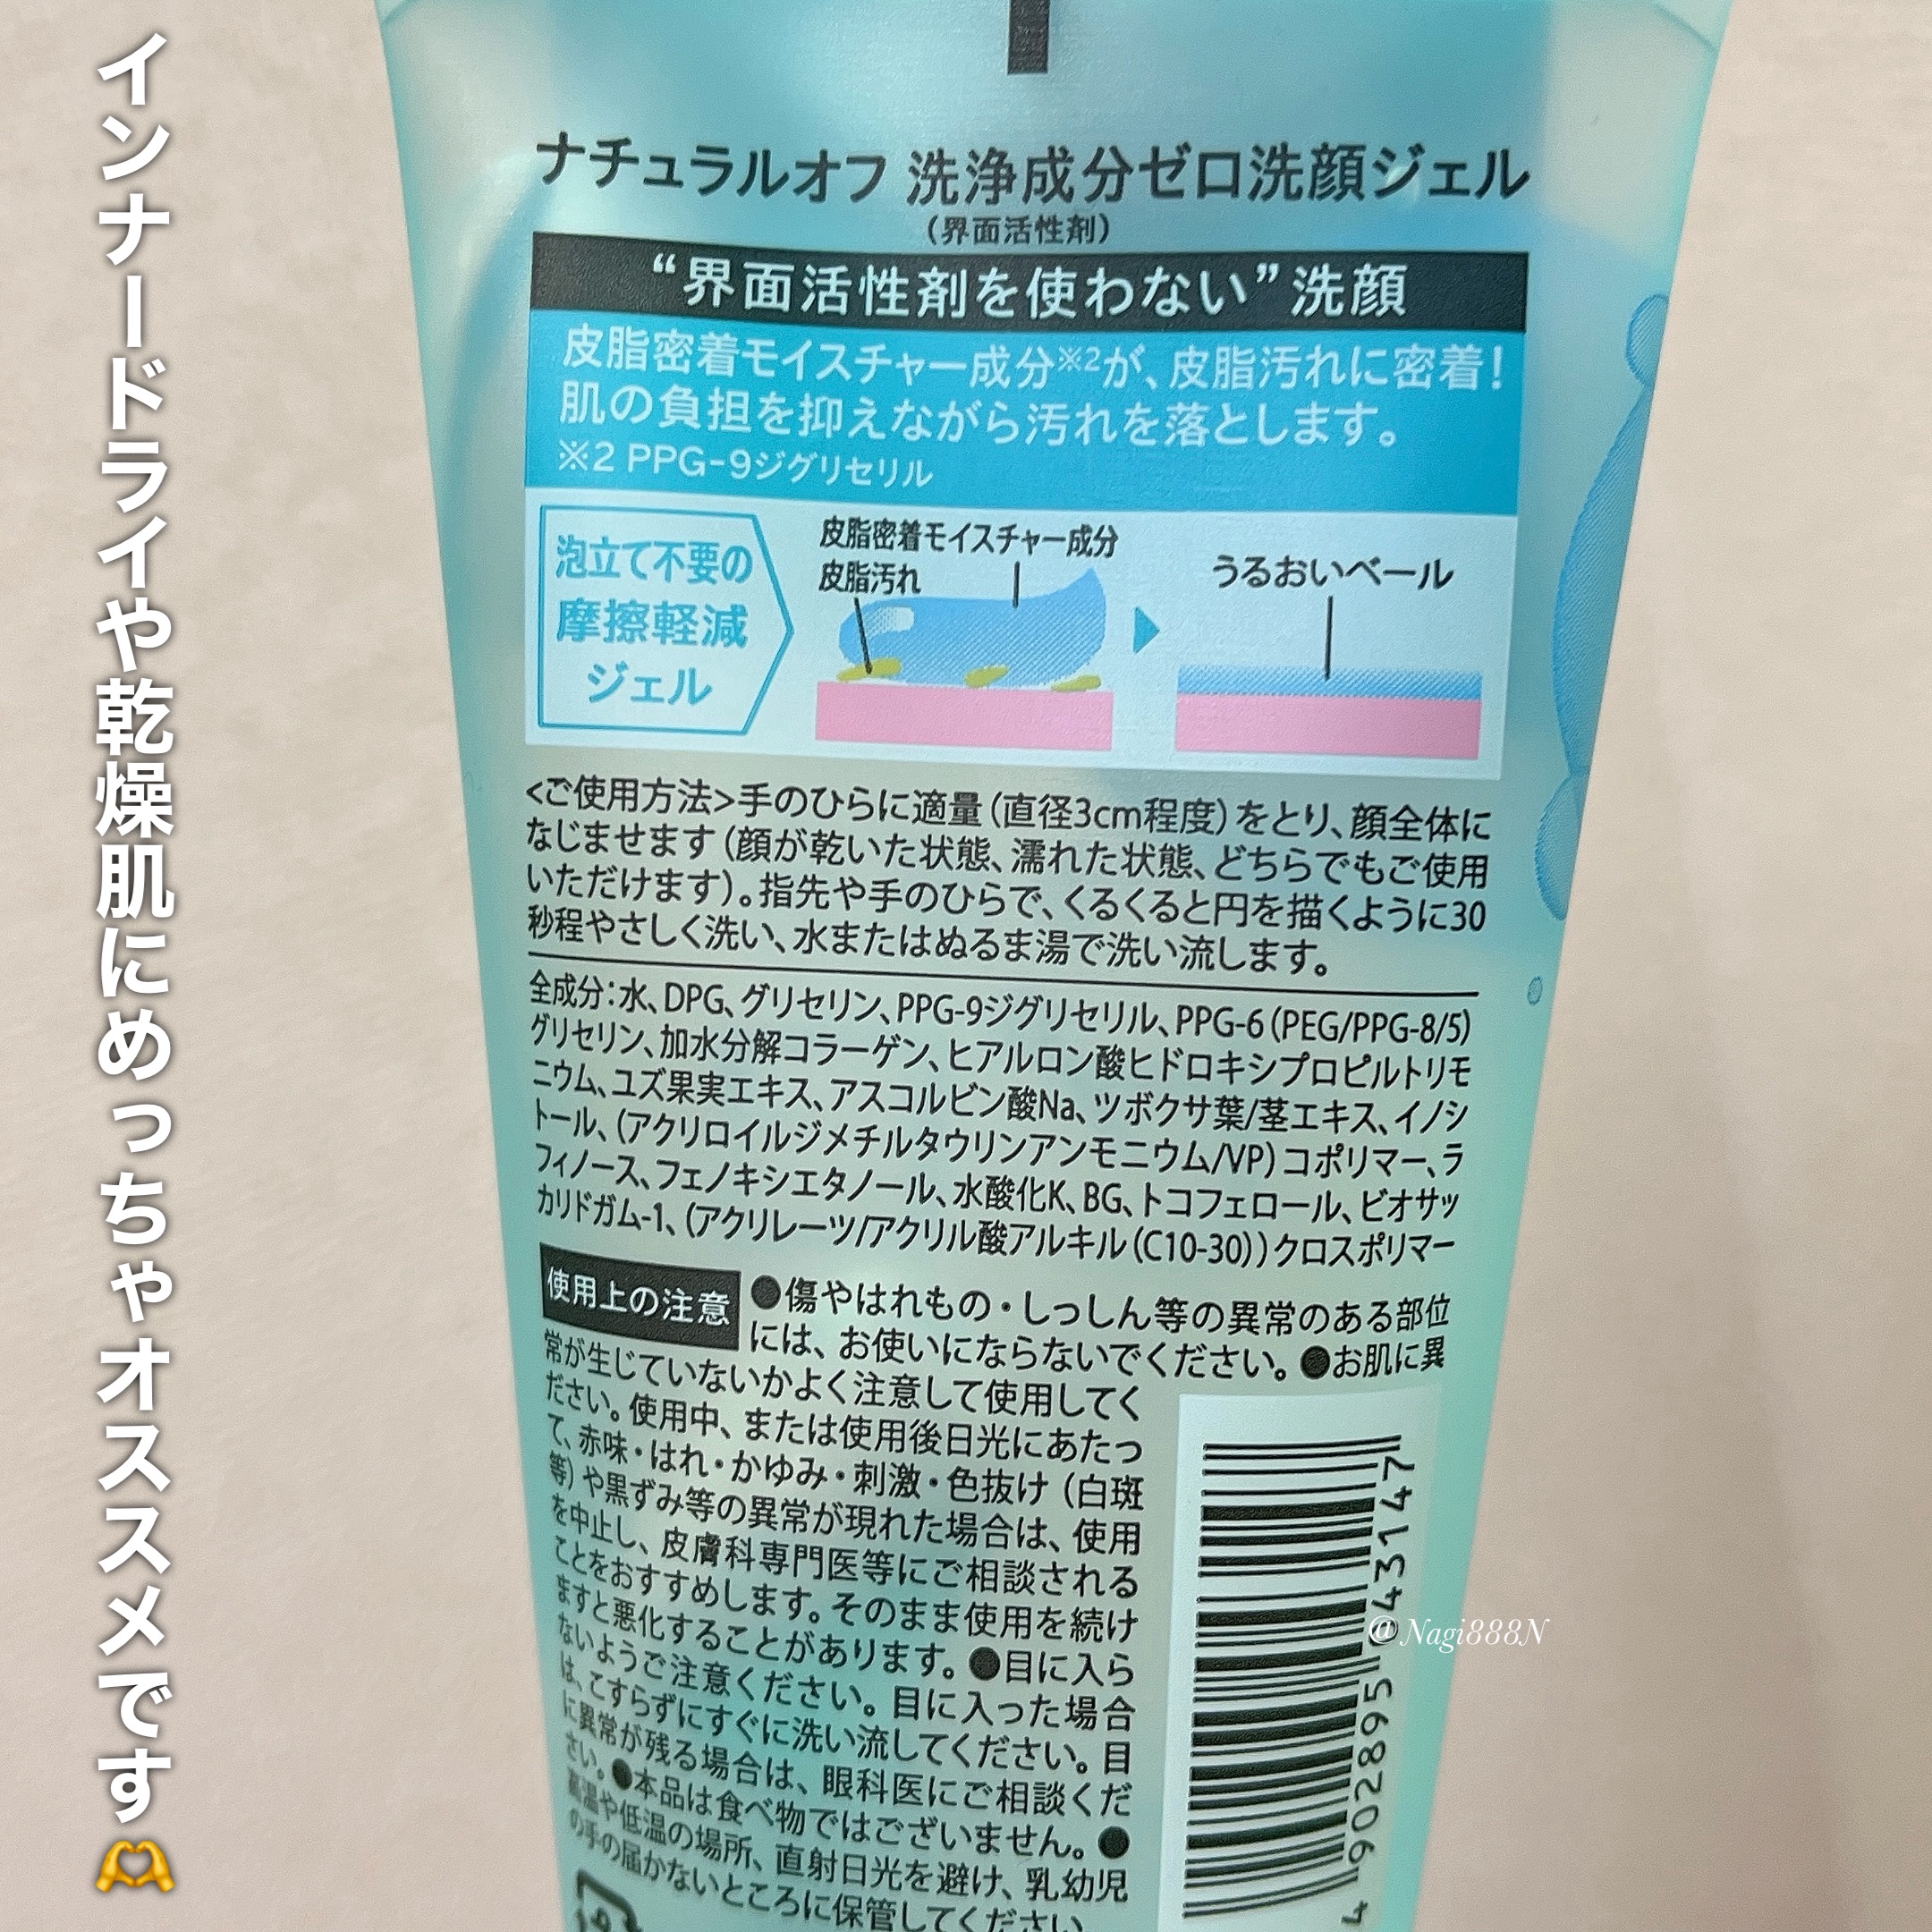 インナードライや乾燥肌にめっちゃオススメです🫶
ナチュラルオフ 洗浄成分ゼロ洗顔ジェル
(界面活性剤)
“界面活性剤を使わない”洗顔
皮脂密着モイスチャー成分※2が、皮脂汚れに密着!
肌の負担を抑えながら汚れを落とします。
※2 PPG-9ジグリセリル
泡立て不要の
摩擦軽減
ジェル
皮脂密着モイスチャー成分
皮脂汚れ
うるおいベール
<ご使用方法>手のひらに適量(直径3cm程度)をとり、顔全体に
なじませます(顔が乾いた状態、濡れた状態、どちらでもご使用
いただけます)。指先や手のひらで、くるくると円を描くように30
秒程やさしく洗い、水またはぬるま湯で洗い流します。
全成分:水、DPG、グリセリン、PPG-9ジグリセリル、PPG-6(PEG/PPG-8/5)
グリセリン、加水分解コラーゲン、ヒアルロン酸ヒドロキシプロピルトリモ
ニウム、ユズ果実エキス、アスコルビン酸Na、ツボクサ葉/茎エキス、イノシ
トール、(アクリロイルジメチルタウリンアンモニウム/VP)コポリマー、ラ
フィノース、フェノキシエタノール、水酸化K、BG、トコフェロール、ビオサッ
カリドガム-1、(アクリレーツ/アクリル酸アルキル(C10-30))クロスポリマー
使用上の注意
●傷やはれもの・しっしん等の異常のある部位
には、お使いにならないでください。●お肌に異
常が生じていないかよく注意して使用してく
ださい。使用中、または使用後日光にあたっ
て、赤味・はれ・かゆみ・刺激・色抜け(白斑
等)や黒ずみ等の異常が現れた場合は、使用
を中止し、皮膚科専門医等にご相談される
ことをおすすめします。そのまま使用を続け
ますと悪化することがあります。●目に入ら
ないようご注意ください。目に入った場合
は、こすらずにすぐに洗い流してください。目
に異常が残る場合は、眼科医にご相談くだ
さい。●本品は食べ物ではございません。●
高温や低温の場所、直射日光を避け、乳幼児
の手の届かないところに保管してください。
4 902895 043147
@Nagi888N